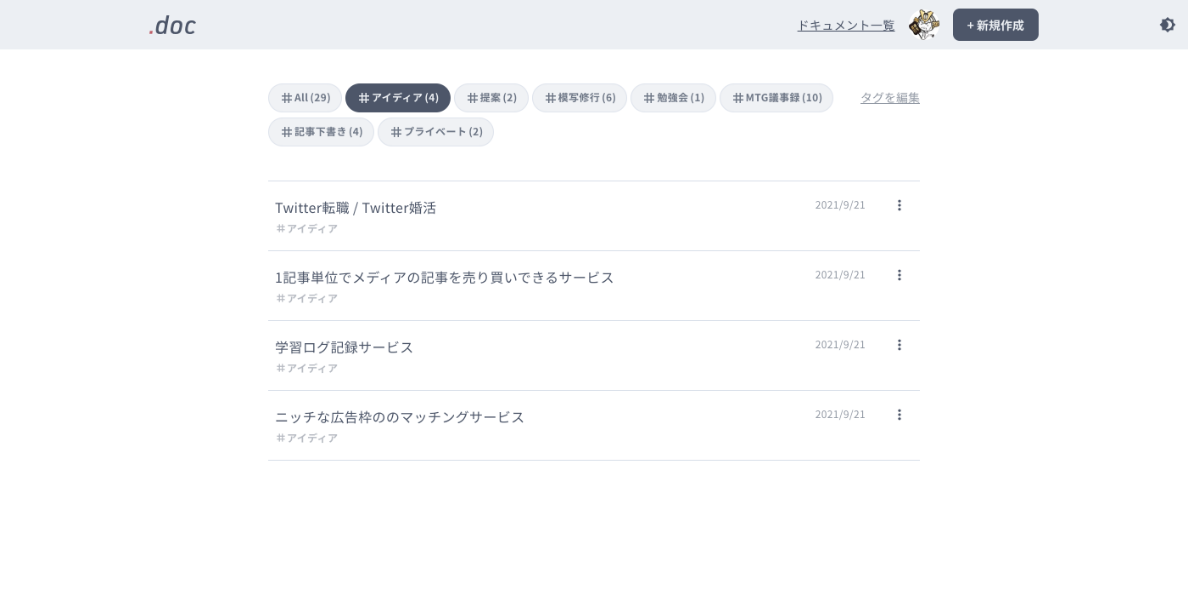 .doc
ドキュメント一覧
+ 新規作成
#All (29)
#アイディア (4)
#提案 (2)
#模写修行 (6)
#勉強会 (1)
#MTG議事録 (10)
タグを編集
#記事下書き (4)
#プライベート (2)
Twitter転職 / Twitter婚活
2021/9/21
#アイディア
1記事単位でメディアの記事を売り買いできるサービス
2021/9/21
#アイディア
学習ログ記録サービス
2021/9/21
#アイディア
ニッチな広告枠ののマッチングサービス
2021/9/21
#アイディア